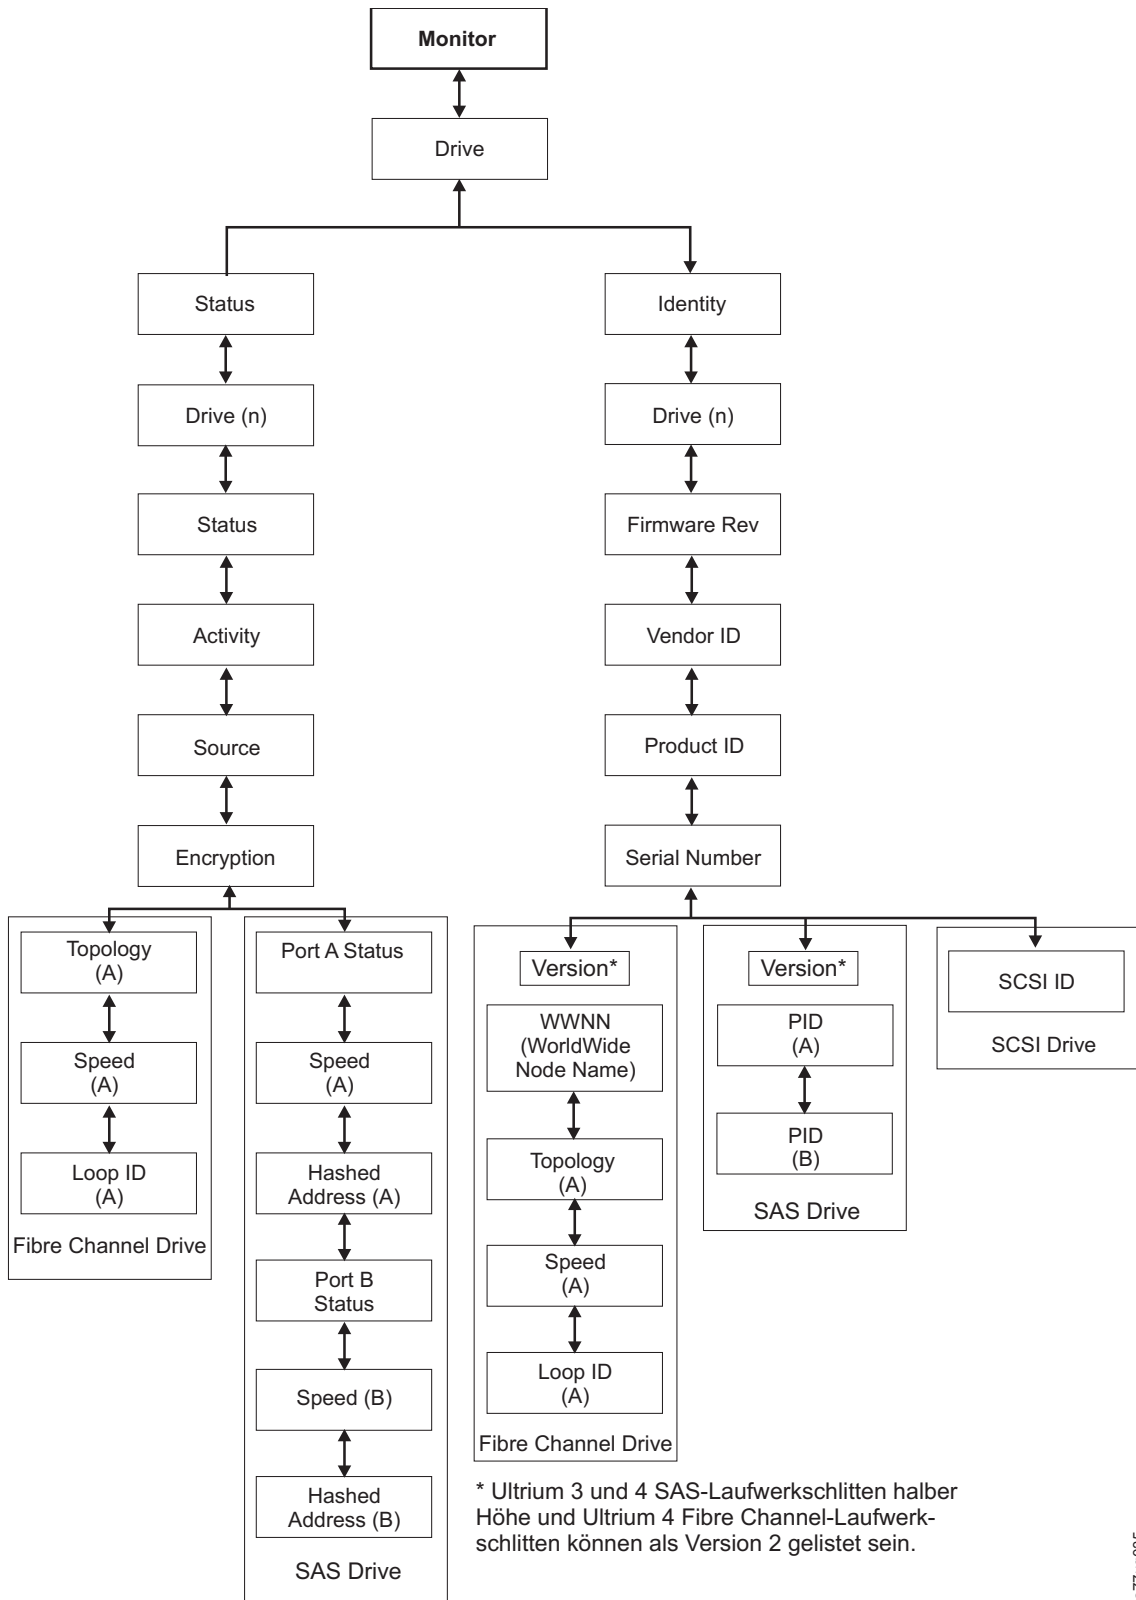 Monitor
Drive
Status
Drive (n)
Status
Activity
Source
Encryption
Topology
(A)
Speed
(A)
Loop ID
(A)
Fibre Channel Drive
Port A Status
Speed
(A)
Hashed
Address (A)
Port B
Status
Speed (B)
Hashed
Address (B)
SAS Drive
Identity
Drive (n)
Firmware Rev
Vendor ID
Product ID
Serial Number
Version*
WWNN
(WorldWide
Node Name)
Topology
(A)
Speed
(A)
Loop ID
(A)
Fibre Channel Drive
Version*
PID
(A)
PID
(B)
SAS Drive
SCSI ID
SCSI Drive
* Ultrium 3 und 4 SAS-Laufwerkschlitten halber
Höhe und Ultrium 4 Fibre Channel-Laufwerk-
schlitten können als Version 2 gelistet sein.